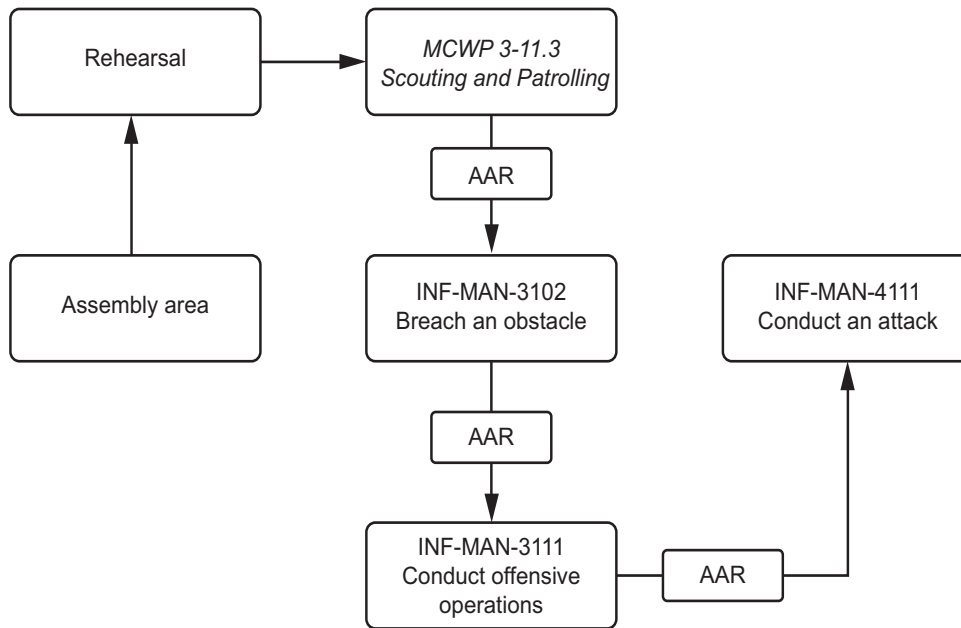 Rehearsal
MCWP 3-11.3
Scouting and Patrolling
AAR
Assembly area
INF-MAN-3102
Breach an obstacle
INF-MAN-4111
Conduct an attack
AAR
INF-MAN-3111
Conduct offensive
operations
AAR